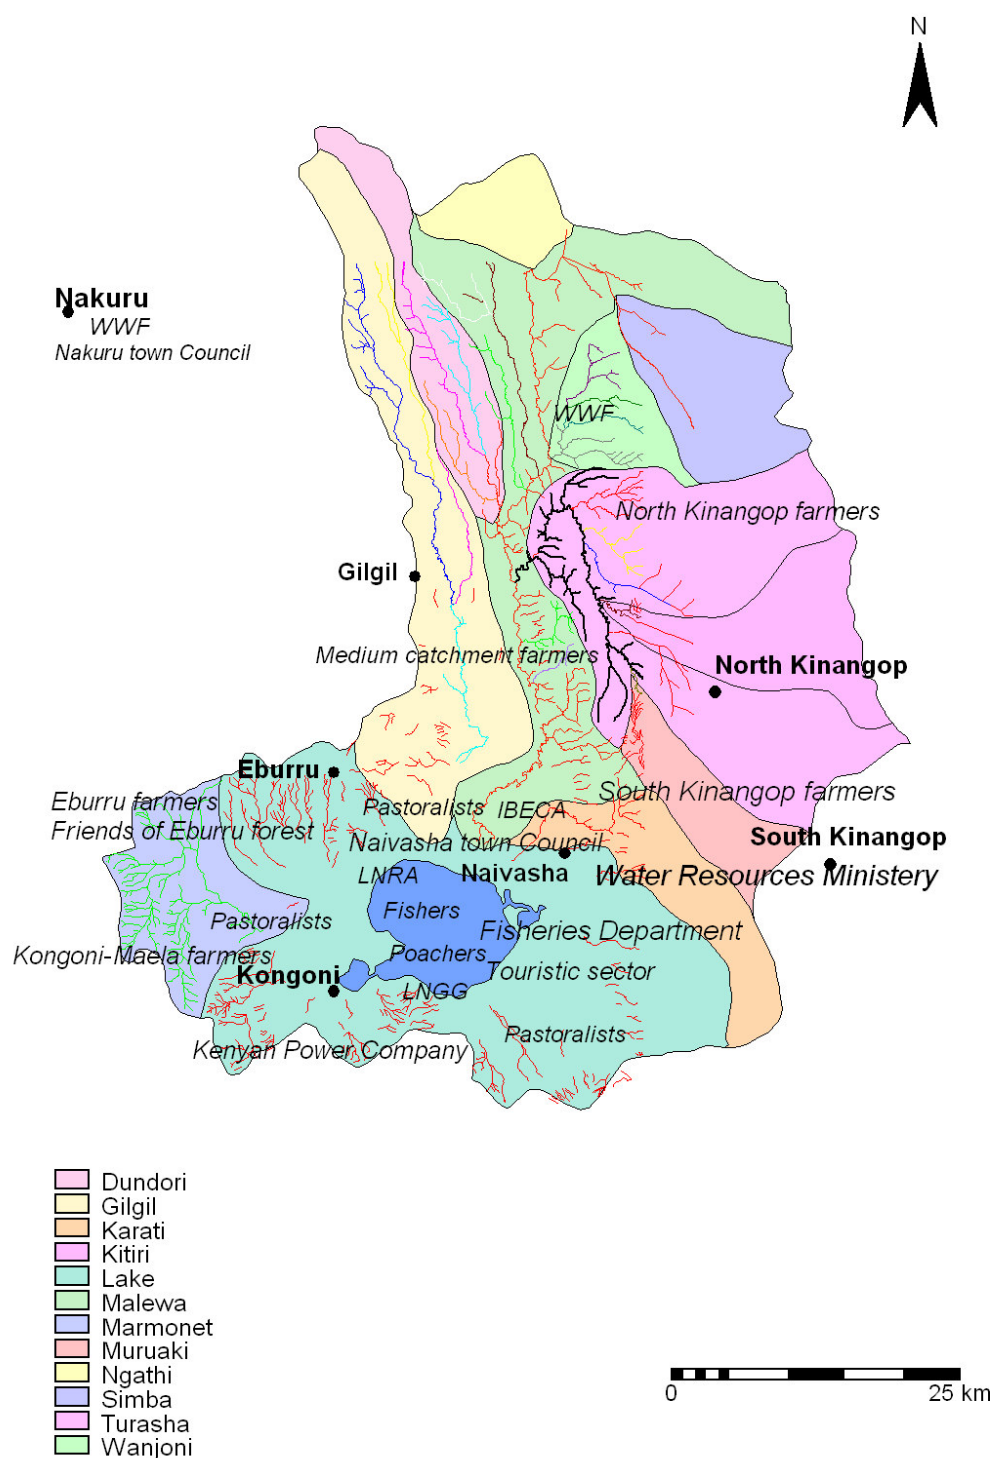 N
Nakuru
WWF
Nakuru town Council
WWF
North Kinangop farmers
Gilgil
Medium catchment farmers
North Kinangop
Eburru
Eburru farmers
Pastoralists
IBECA
South Kinangop farmers
Friends of Eburru forest
Naivasha town Council
South Kinangop
LNRA
Naivasha
Water Resources Ministery
Fishers
Pastoralists
Fisheries Department
Kongoni-Maela farmers
Poachers
Kongoni
Touristic sector
LNGG
Pastoralists
Kenyan Power Company
Dundori
Gilgil
Karati
Kitiri
Lake
Malewa
Marmonet
Muruaki
Ngathi
Simba
Turasha
Wanjoni
0 25 km